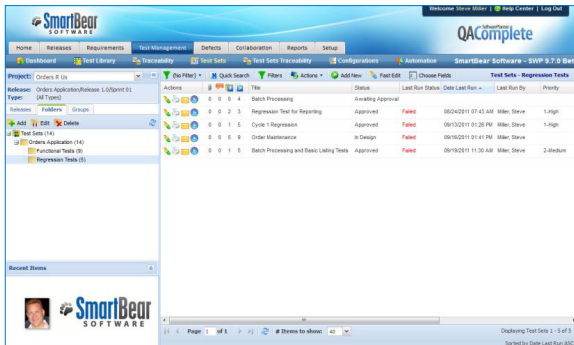 Welcome Steve Miller | Help Center | Log Out
SmartBear
SOFTWARE
SoftwarePlanner
QAComplete
Home Releases Requirements Test Management Defects Collaboration Reports Setup
Dashboard Test Library Traceability Test Sets Test Sets Traceability Configurations Automation SmartBear Software - SWP 9.7.0 Bet
Project: Orders R Us
(No Filter) Quick Search Filters Actions Add New Fast Edit Choose Fields Test Sets - Regression Tests
Release: Orders Application/Release 1.0/Sprint 01
Type: (All Types)
Actions Title Status Last Run Status Date Last Run Last Run By Priority
Releases Folders Groups
Add Edit Delete
Test Sets (14)
Orders Application (14)
Functional Tests (9)
Regression Tests (5)
0 0 0 4 Batch Processing Awaiting Approval
0 0 2 3 Regression Test for Reporting Approved Failed 08/24/2011 07:43 AM Miller, Steve 1-High
0 0 1 5 Cycle 1 Regression Approved Failed 09/13/2011 01:26 PM Miller, Steve 1-High
0 0 5 9 Order Maintenance In Design Failed 09/16/2011 01:41 PM Miller, Steve
0 0 1 5 Batch Processing and Basic Listing Tests Approved Failed 09/19/2011 11:30 AM Miller, Steve 2-Medium
Recent Items
SmartBear
SOFTWARE
Page 1 of 1 # Items to show: 40 Displaying Test Sets 1 - 5 of 5
Sorted by Date Last Run ASC